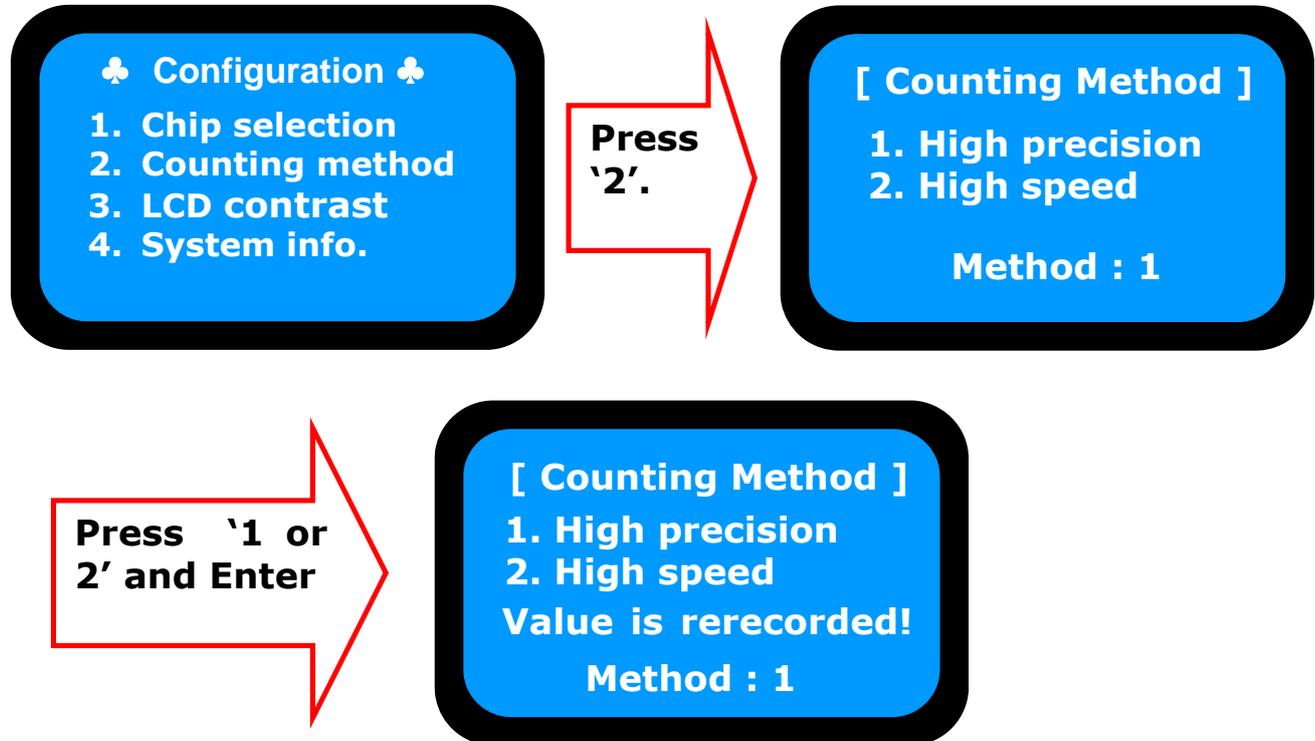 ♣ Configuration ♣
1. Chip selection
2. Counting method
3. LCD contrast
4. System info.
Press
‘2’.
[ Counting Method ]
1. High precision
2. High speed
Method : 1
Press ‘1 or
2’ and Enter
[ Counting Method ]
1. High precision
2. High speed
Value is rerecorded!
Method : 1